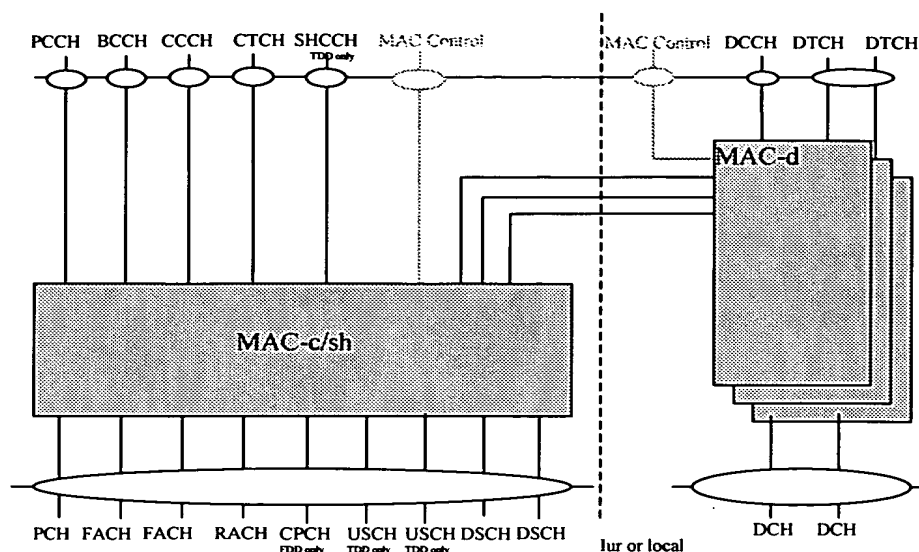 PCCH BCCH CCCH CTCH SHCCH MAC Control MAC Control DCCH DTCH DTCH
TDD only
MAC-d
MAC-c/sh
PCH FACH FACH RACH CPCH USCH USCH DSCH DSCH DCH DCH
FDD only TDD only TDD only
Iur or local